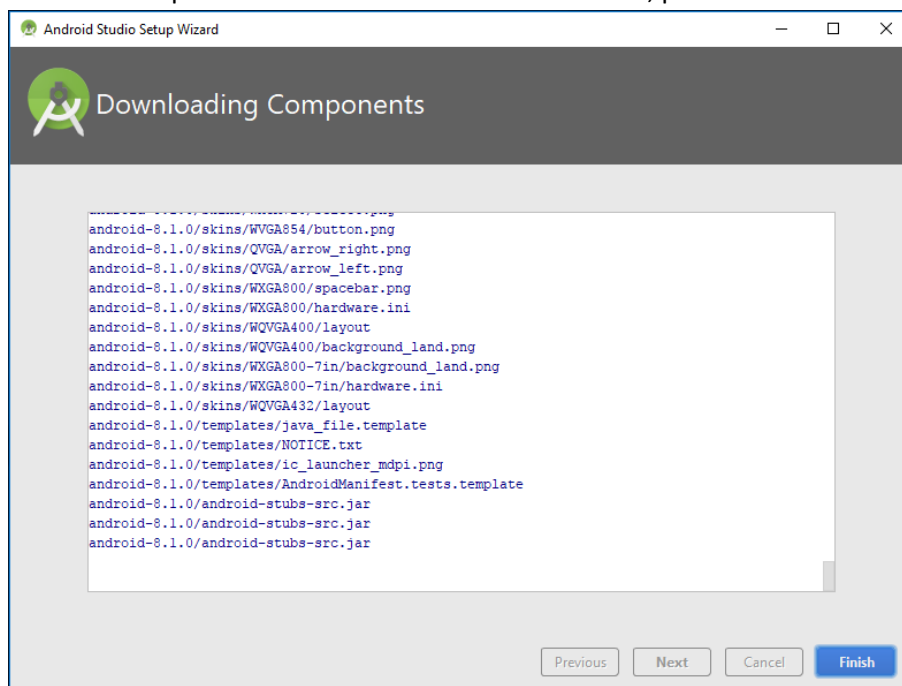 Android Studio Setup Wizard
Downloading Components
android-8.1.0/skins/WVGA854/button.png
android-8.1.0/skins/QVGA/arrow_right.png
android-8.1.0/skins/QVGA/arrow_left.png
android-8.1.0/skins/WXGA800/spacebar.png
android-8.1.0/skins/WXGA800/hardware.ini
android-8.1.0/skins/WQVGA400/layout
android-8.1.0/skins/WQVGA400/background_land.png
android-8.1.0/skins/WXGA800-7in/background_land.png
android-8.1.0/skins/WXGA800-7in/hardware.ini
android-8.1.0/skins/WQVGA432/layout
android-8.1.0/templates/java_file.template
android-8.1.0/templates/NOTICE.txt
android-8.1.0/templates/ic_launcher_mdpi.png
android-8.1.0/templates/AndroidManifest.tests.template
android-8.1.0/android-stubs-src.jar
android-8.1.0/android-stubs-src.jar
android-8.1.0/android-stubs-src.jar
Previous Next Cancel Finish